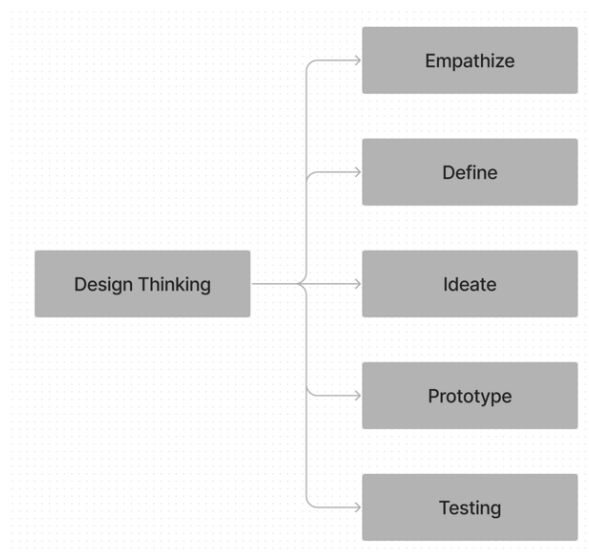 Empathize
Define
Design Thinking
Ideate
Prototype
Testing